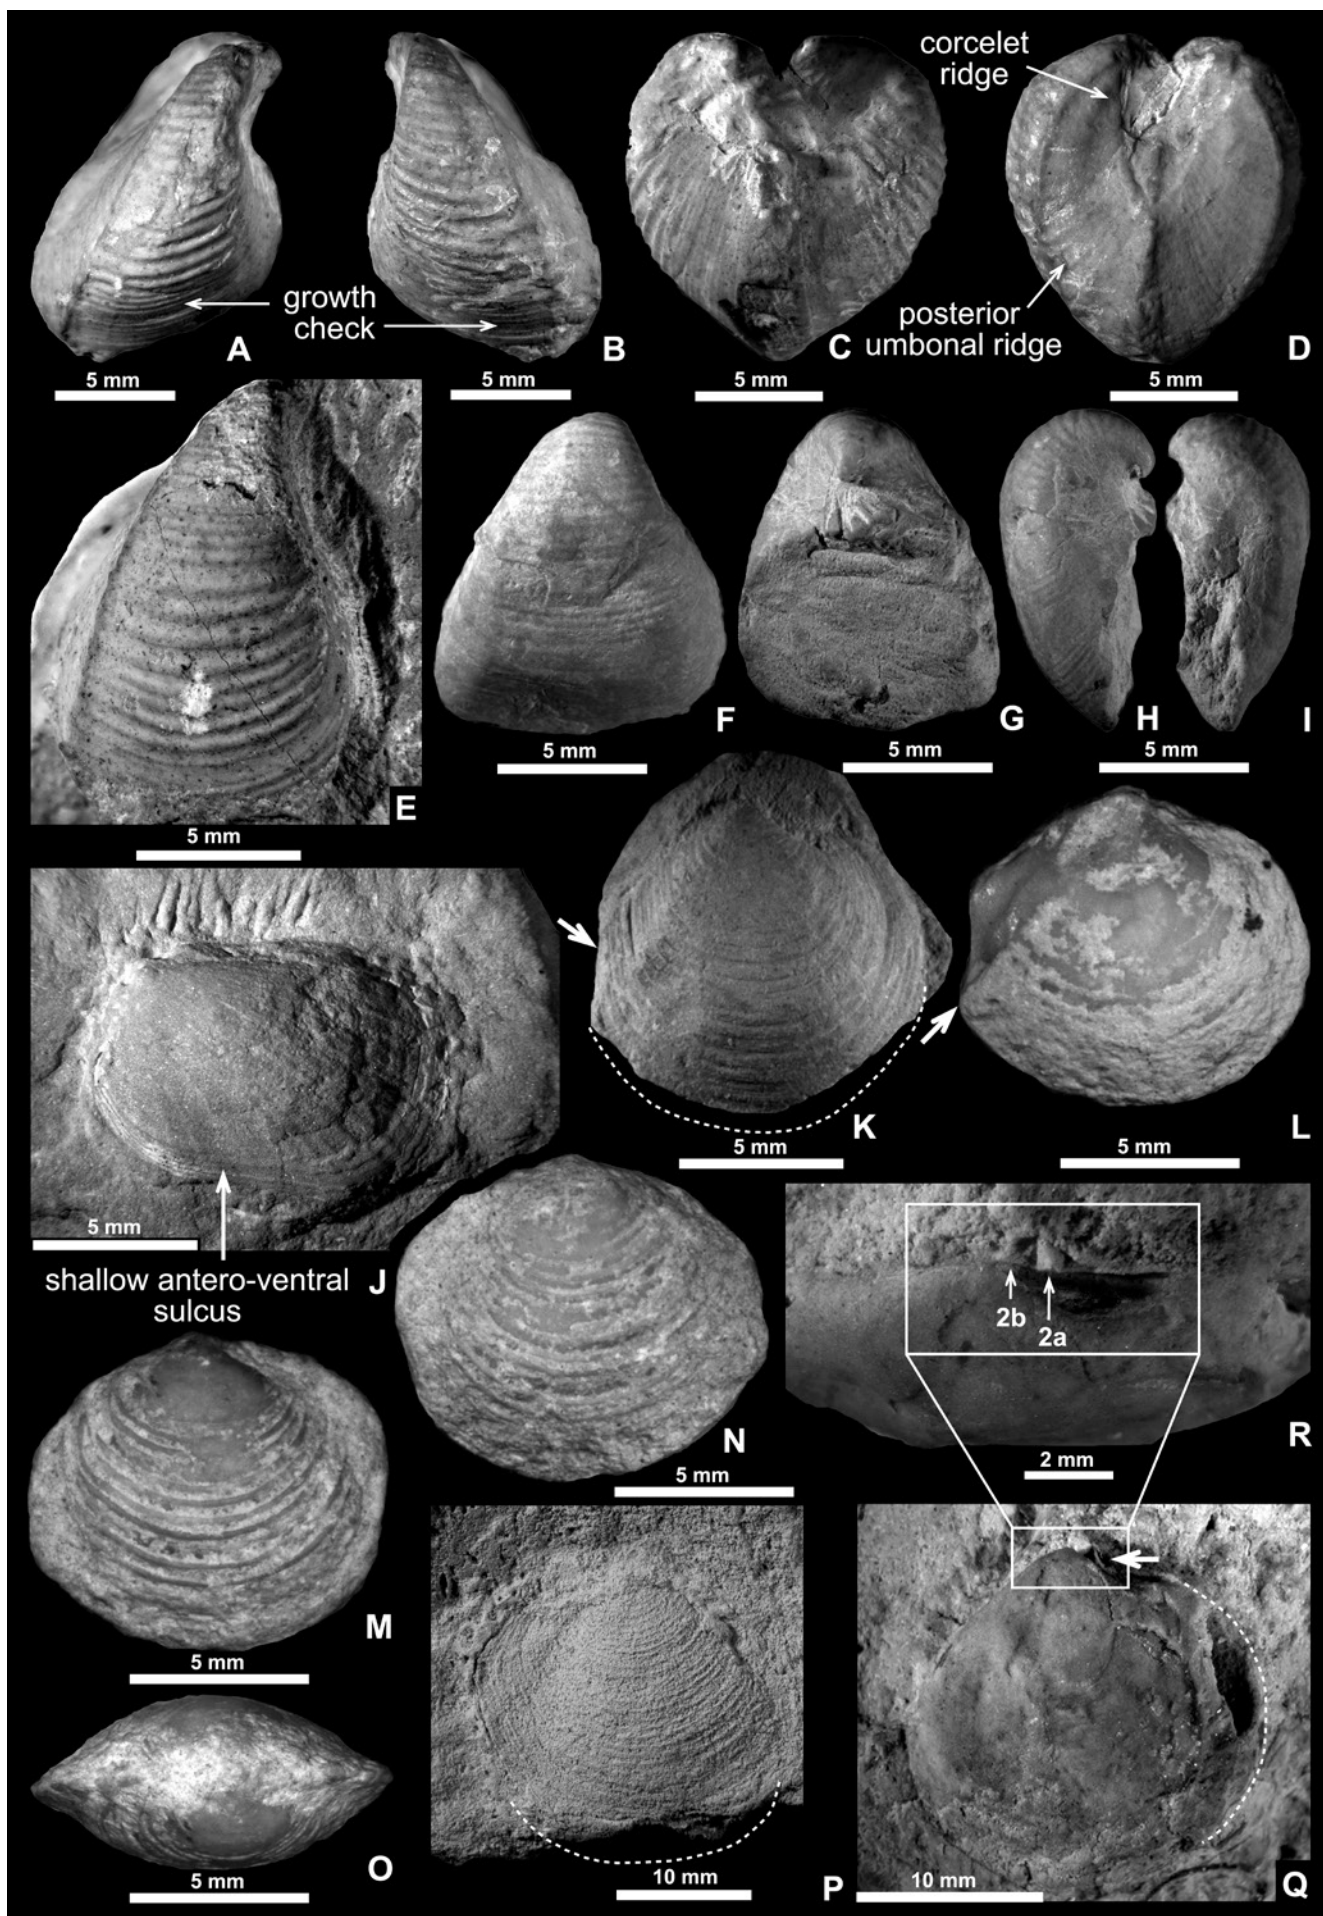 corcelet
ridge
growth
check
posterior
umbonal ridge
A
B
C
D
5 mm
5 mm
5 mm
5 mm
E
F
G
H
I
5 mm
5 mm
5 mm
5 mm
J
K
L
5 mm
5 mm
5 mm
shallow antero-ventral
sulcus
2b
2a
N
R
5 mm
2 mm
M
5 mm
O
5 mm
P
10 mm
Q
10 mm